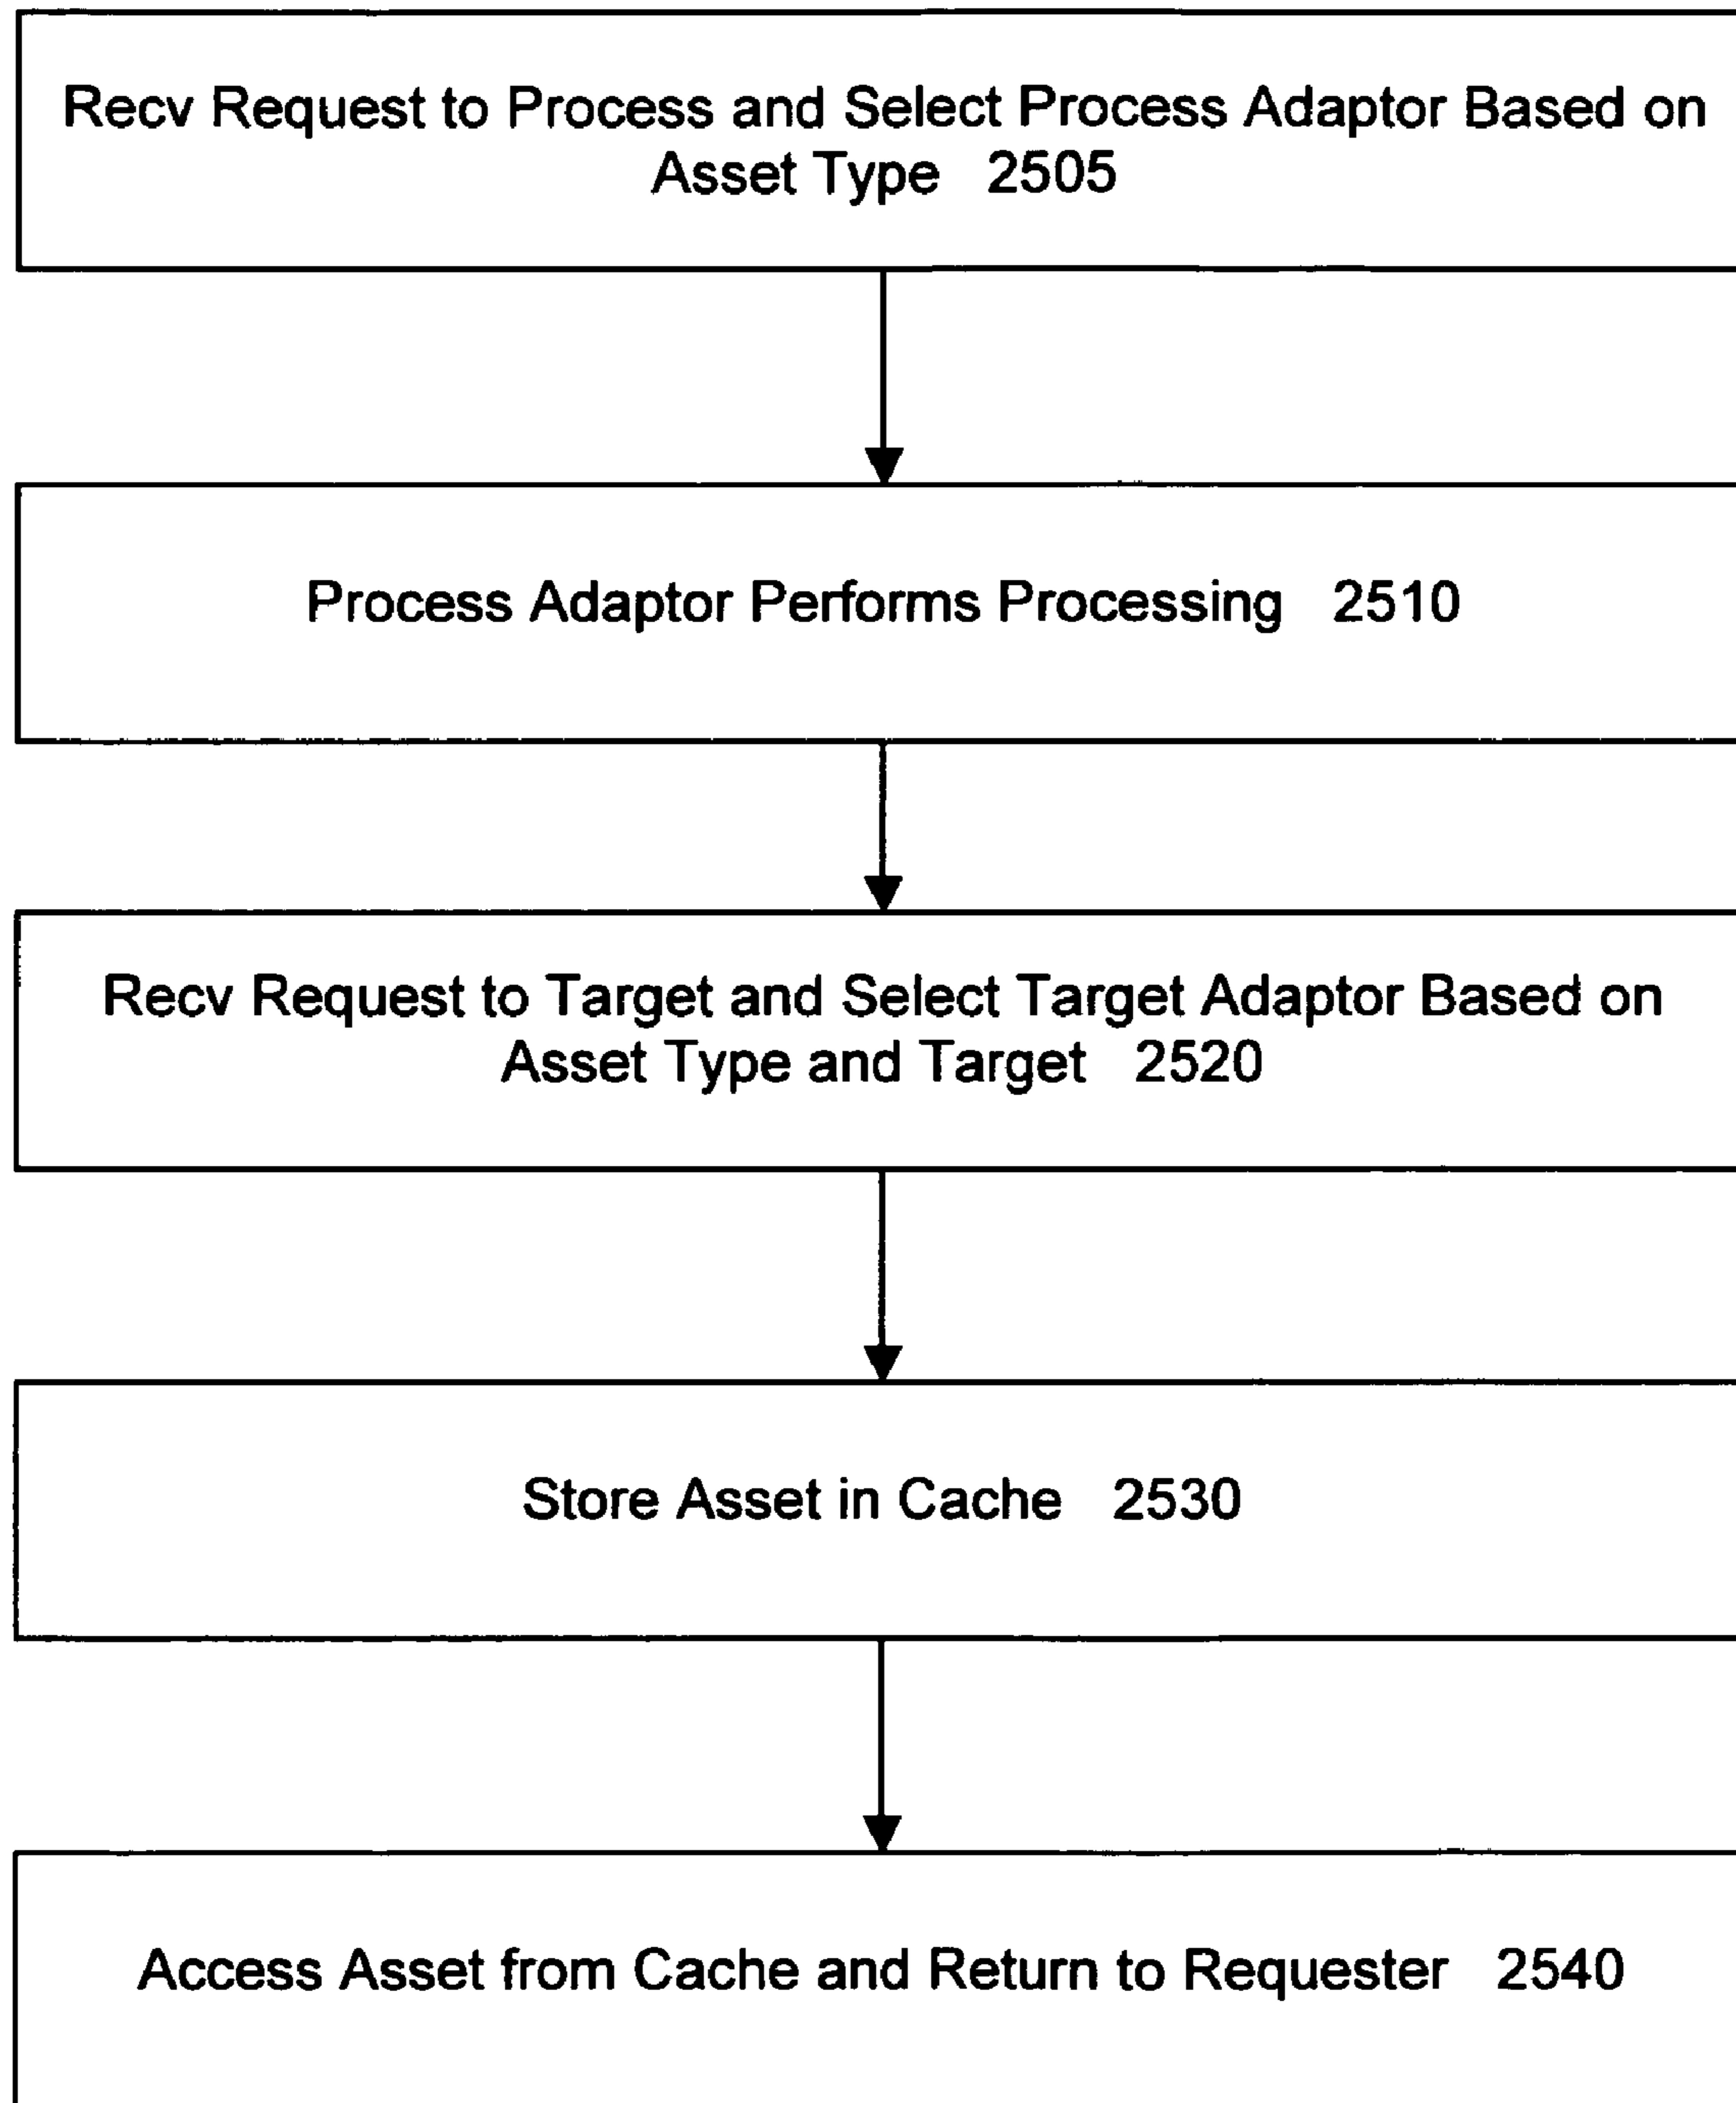 Recv Request to Process and Select Process Adaptor Based on
Asset Type 2505
Process Adaptor Performs Processing 2510
Recv Request to Target and Select Target Adaptor Based on
Asset Type and Target 2520
Store Asset in Cache 2530
Access Asset from Cache and Return to Requester 2540